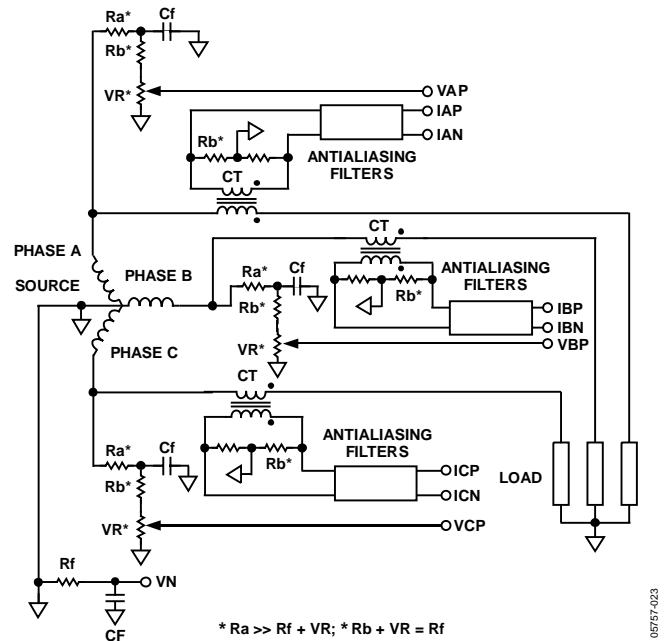 Ra*
Cf
Rb*
VR*
VAP
IAP
IAN
Rb*
ANTIALIASING
FILTERS
CT
PHASE A
CT
SOURCE
PHASE B
Ra*
Cf
ANTIALIASING
FILTERS
Rb*
Rb*
IBP
IBN
PHASE C
VR*
VBP
CT
Ra*
Cf
Rb*
ANTIALIASING
FILTERS
Rb*
ICP
ICN
LOAD
VR*
VCP
Rf
VN
CF
* Ra >> Rf + VR; * Rb + VR = Rf
05757-023